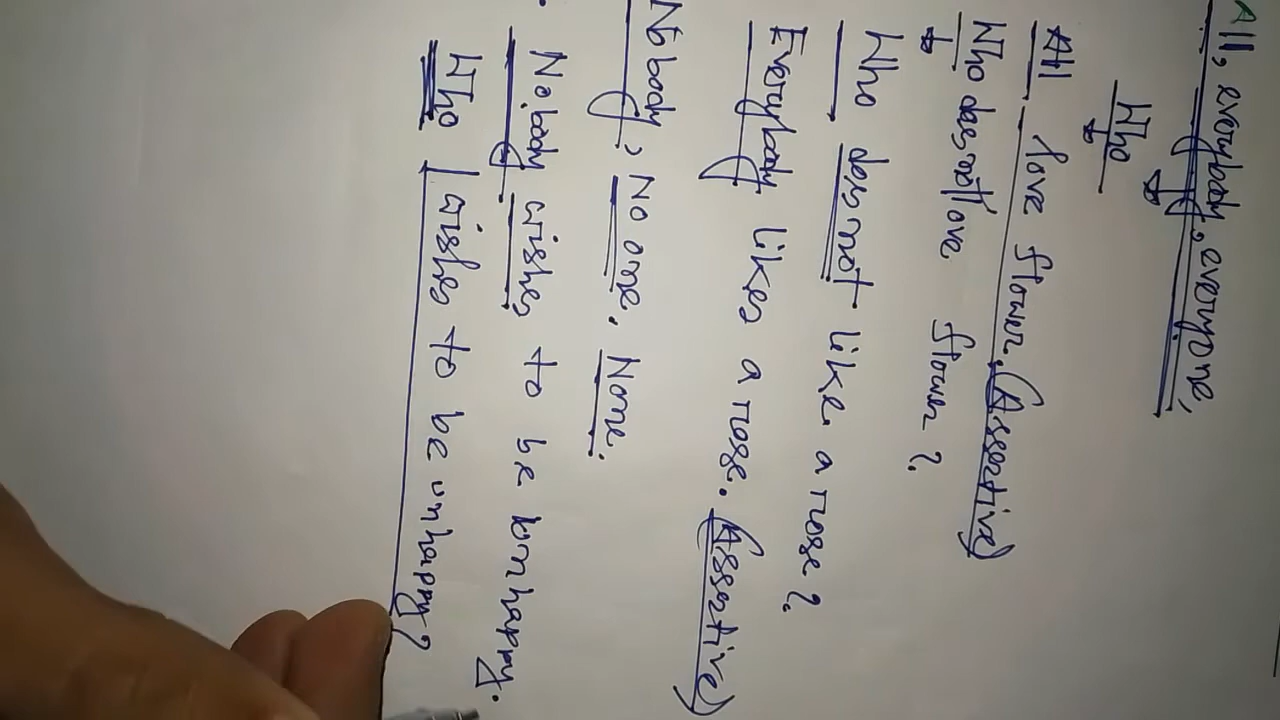 All, everybody, everyone,
Who
All love flower. (Assertive)
Who does not love flower?
Who does not like a rose?
Everybody likes a rose. (Assertive)
Nobody, No one, None.
Nobody wishes to be unhappy.
Who wishes to be unhappy?